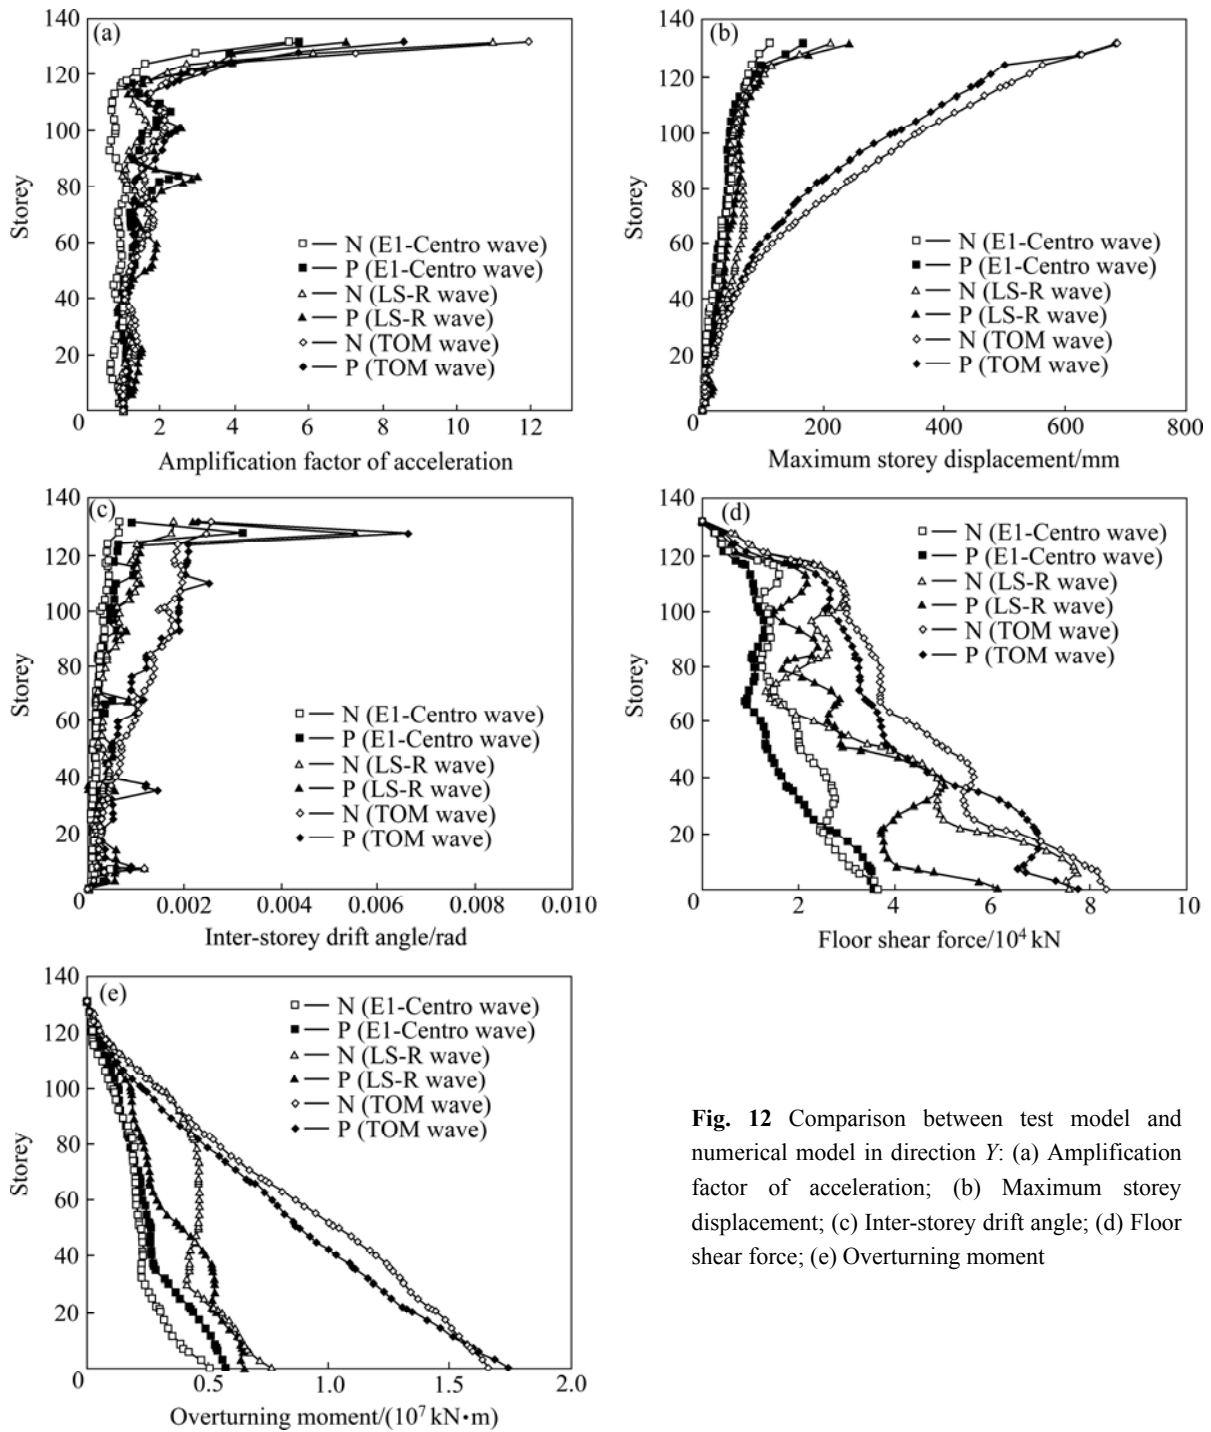 (a)
140
120
100
80
60
40
20
0
2
4
6
8
10
12
Storey
Amplification factor of acceleration
N (E1-Centro wave)
P (E1-Centro wave)
N (LS-R wave)
P (LS-R wave)
N (TOM wave)
P (TOM wave)
(b)
140
120
100
80
60
40
20
0
200
400
600
800
Storey
Maximum storey displacement/mm
N (E1-Centro wave)
P (E1-Centro wave)
N (LS-R wave)
P (LS-R wave)
N (TOM wave)
P (TOM wave)
(c)
140
120
100
80
60
40
20
0
0.002
0.004
0.006
0.008
0.010
Storey
Inter-storey drift angle/rad
N (E1-Centro wave)
P (E1-Centro wave)
N (LS-R wave)
P (LS-R wave)
N (TOM wave)
P (TOM wave)
(d)
140
120
100
80
60
40
20
0
2
4
6
8
10
Storey
Floor shear force/10⁴ kN
N (E1-Centro wave)
P (E1-Centro wave)
N (LS-R wave)
P (LS-R wave)
N (TOM wave)
P (TOM wave)
(e)
140
120
100
80
60
40
20
0
0.5
1.0
1.5
2.0
Storey
Overturning moment/(10⁷ kN•m)
N (E1-Centro wave)
P (E1-Centro wave)
N (LS-R wave)
P (LS-R wave)
N (TOM wave)
P (TOM wave)
Fig. 12 Comparison between test model and
numerical model in direction Y: (a) Amplification
factor of acceleration; (b) Maximum storey
displacement; (c) Inter-storey drift angle; (d) Floor
shear force; (e) Overturning moment